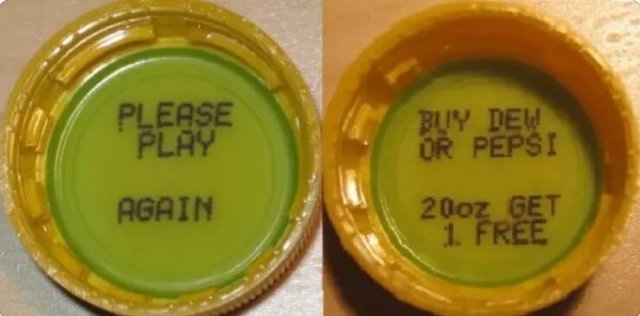 PLEASE
PLAY
AGAIN
BUY DEW
OR PEPSI
20oz GET
1 FREE